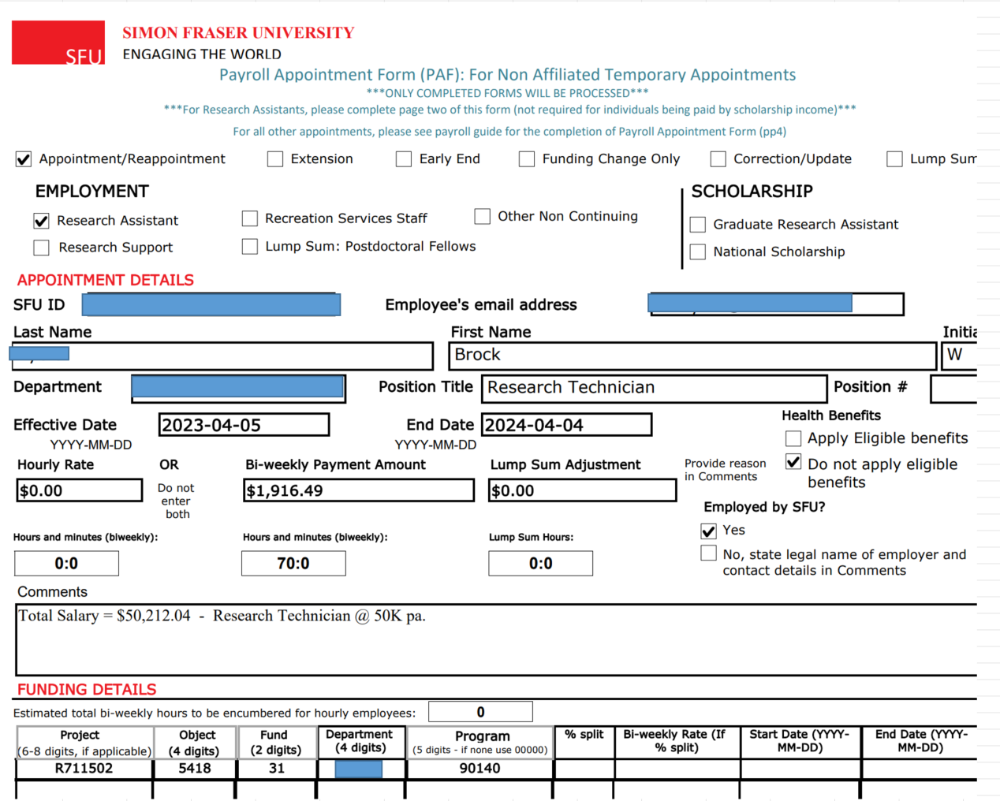 SFU
SIMON FRASER UNIVERSITY
ENGAGING THE WORLD
Payroll Appointment Form (PAF): For Non Affiliated Temporary Appointments
***ONLY COMPLETED FORMS WILL BE PROCESSED***
***For Research Assistants, please complete page two of this form (not required for individuals being paid by scholarship income)***
For all other appointments, please see payroll guide for the completion of Payroll Appointment Form (pp4)
Appointment/Reappointment Extension Early End Funding Change Only Correction/Update Lump Sum
EMPLOYMENT SCHOLARSHIP
Research Assistant Recreation Services Staff Other Non Continuing Graduate Research Assistant
Research Support Lump Sum: Postdoctoral Fellows National Scholarship
APPOINTMENT DETAILS
SFU ID Employee's email address
Last Name First Name Initia
Brock W
Department Position Title Research Technician Position #
Effective Date 2023-04-05 End Date 2024-04-04 Health Benefits
YYYY-MM-DD YYYY-MM-DD Apply Eligible benefits
Hourly Rate OR Bi-weekly Payment Amount Lump Sum Adjustment Provide reason in Comments Do not apply eligible benefits
$0.00 Do not enter both $1,916.49 $0.00
Employed by SFU?
Hours and minutes (biweekly): Hours and minutes (biweekly): Lump Sum Hours: Yes
0:0 70:0 0:0 No, state legal name of employer and contact details in Comments
Comments
Total Salary = $50,212.04 - Research Technician @ 50K pa.
FUNDING DETAILS
Estimated total bi-weekly hours to be encumbered for hourly employees: 0
Project Object Fund Department Program % split Bi-weekly Rate (If % split) Start Date (YYYY-MM-DD) End Date (YYYY-MM-DD)
(6-8 digits, if applicable) (4 digits) (2 digits) (4 digits) (5 digits - if none use 00000)
R711502 5418 31 90140